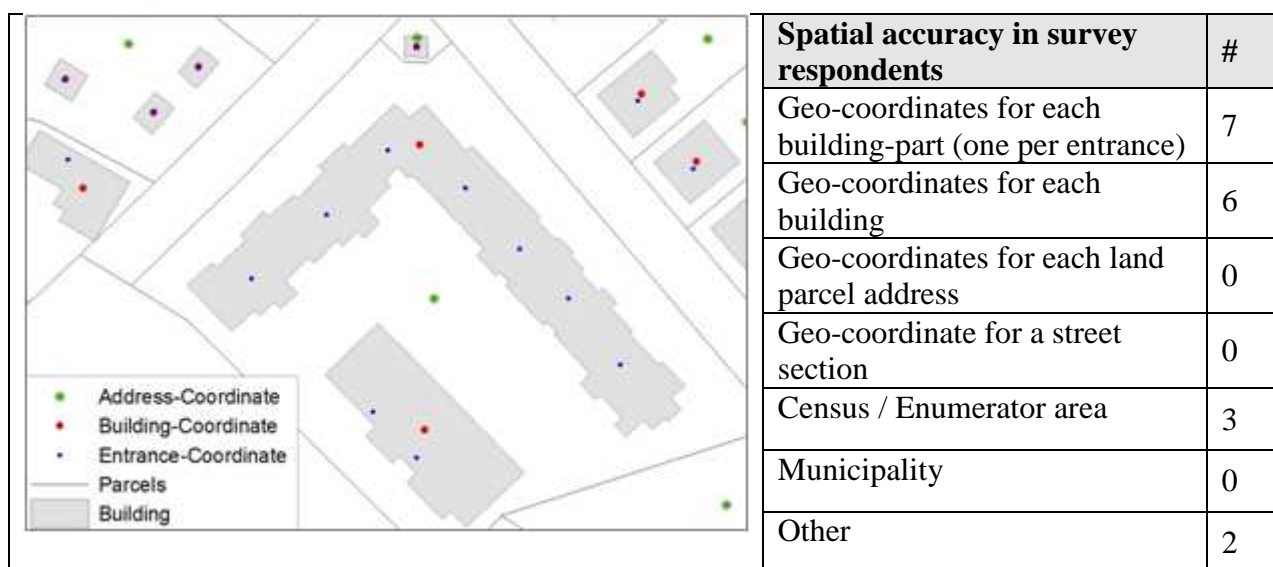 Address-Coordinate
Building-Coordinate
Entrance-Coordinate
Parcels
Building
Spatial accuracy in survey
respondents
#
Geo-coordinates for each
building-part (one per entrance)
7
Geo-coordinates for each
building
6
Geo-coordinates for each land
parcel address
0
Geo-coordinate for a street
section
0
Census / Enumerator area
3
Municipality
0
Other
2